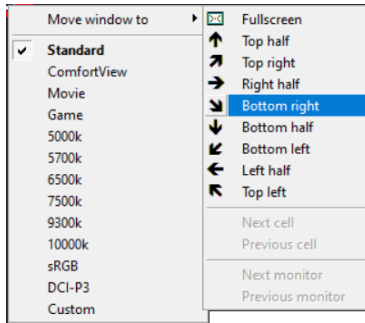 Move window to
Standard
ComfortView
Movie
Game
5000k
5700k
6500k
7500k
9300k
10000k
sRGB
DCI-P3
Custom
Fullscreen
Top half
Top right
Right half
Bottom right
Bottom half
Bottom left
Left half
Top left
Next cell
Previous cell
Next monitor
Previous monitor